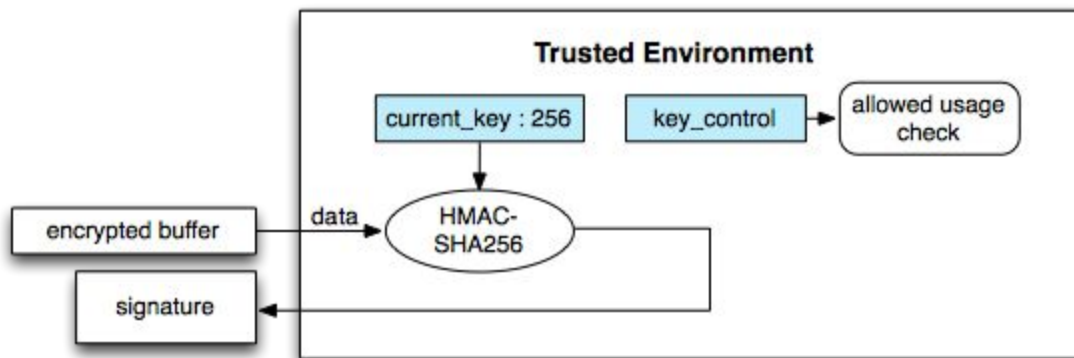 Trusted Environment
current_key : 256
key_control
allowed usage
check
data
encrypted buffer
HMAC-
SHA256
signature